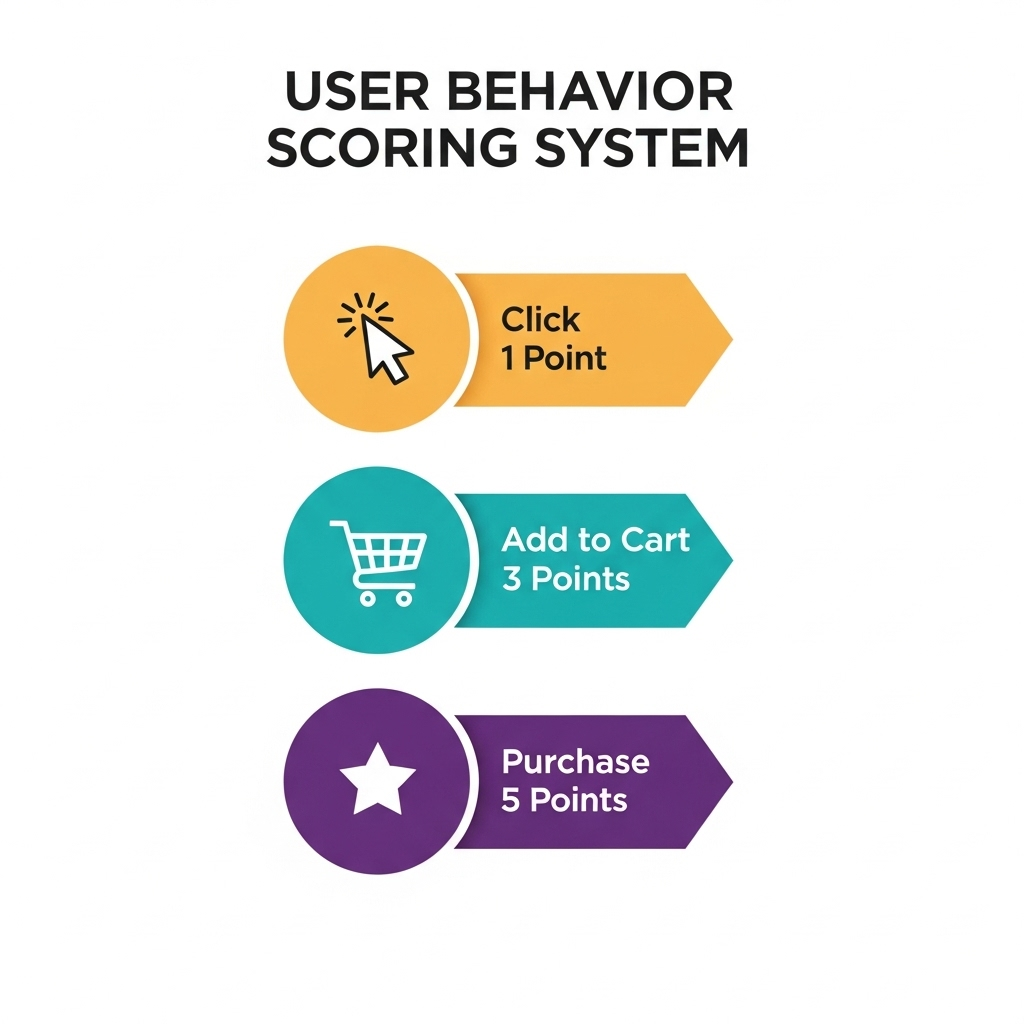 USER BEHAVIOR
SCORING SYSTEM
Click
1 Point
Add to Cart
3 Points
Purchase
5 Points